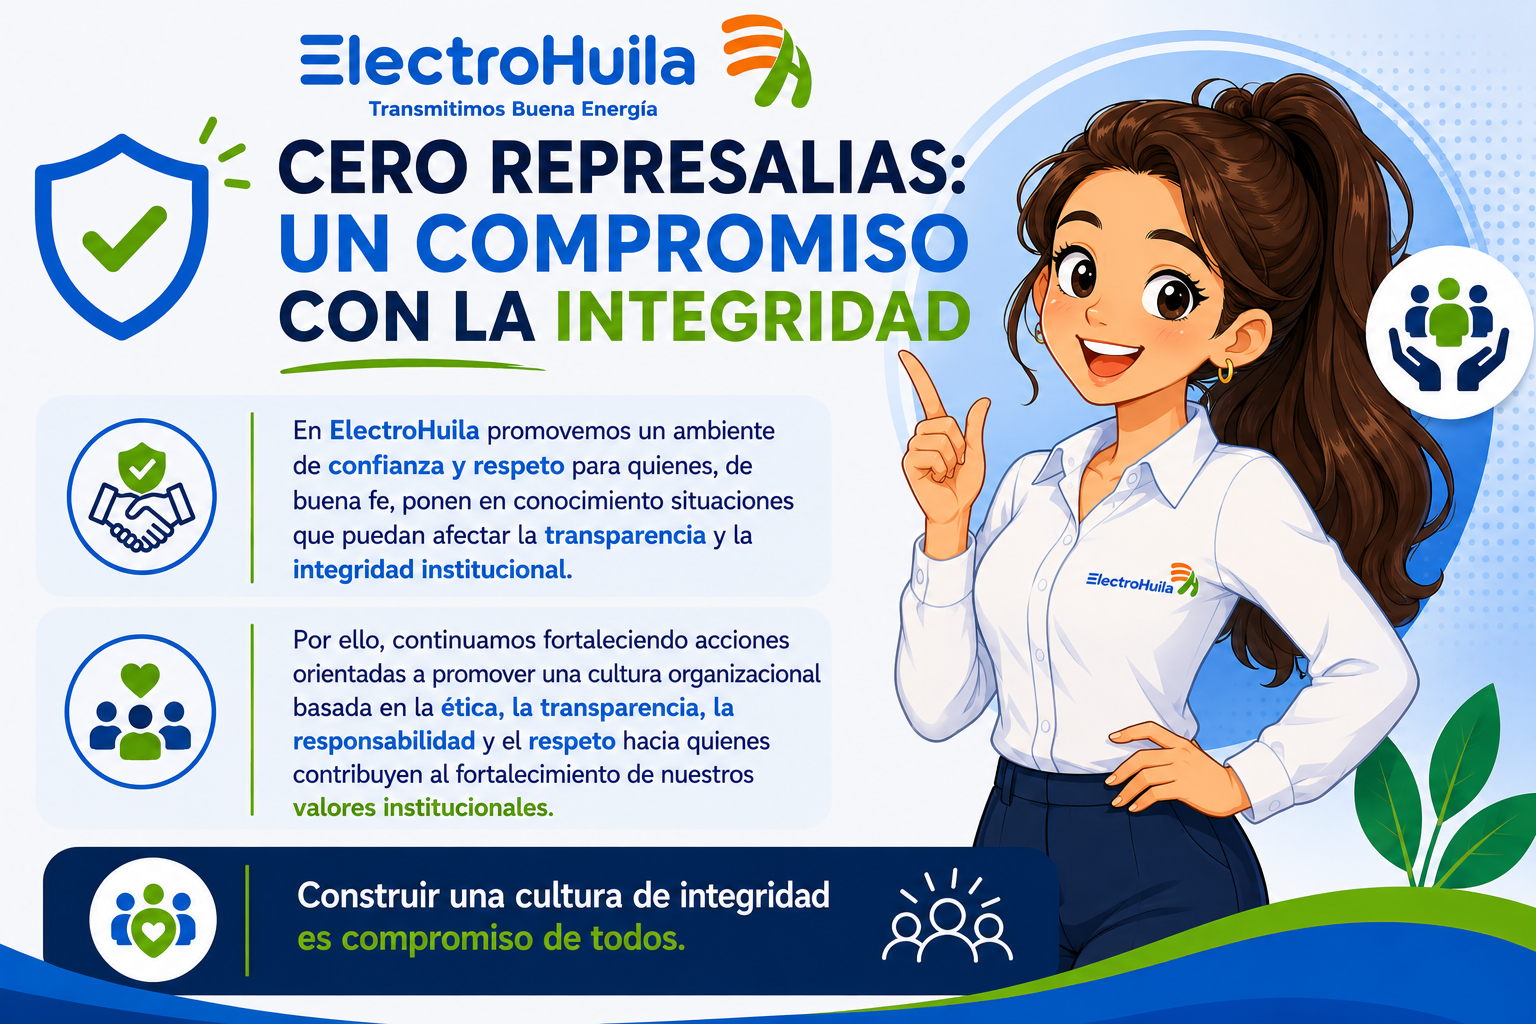 ElectroHuila
Transmitimos Buena Energía
CERO REPRESALIAS:
UN COMPROMISO
CON LA INTEGRIDAD
En ElectroHuila promovemos un ambiente
de confianza y respeto para quienes, de
buena fe, ponen en conocimiento situaciones
que puedan afectar la transparencia y la
integridad institucional.
ElectroHuila
Por ello, continuamos fortaleciendo acciones
orientadas a promover una cultura organizacional
basada en la ética, la transparencia, la
responsabilidad y el respeto hacia quienes
contribuyen al fortalecimiento de nuestros
valores institucionales.
Construir una cultura de integridad
es compromiso de todos.